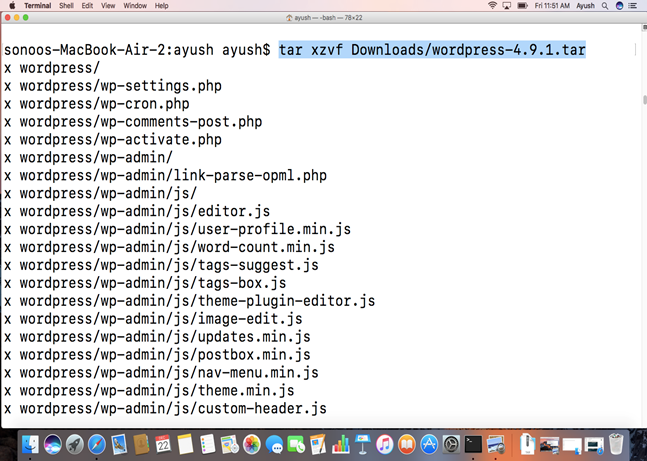 Terminal Shell Edit View Window Help Fri 11:51 AM Ayush
ayush — -bash — 78×22
sonoos-MacBook-Air-2:ayush ayush$ tar xzvf Downloads/wordpress-4.9.1.tar
x wordpress/
x wordpress/wp-settings.php
x wordpress/wp-cron.php
x wordpress/wp-comments-post.php
x wordpress/wp-activate.php
x wordpress/wp-admin/
x wordpress/wp-admin/link-parse-opml.php
x wordpress/wp-admin/js/
x wordpress/wp-admin/js/editor.js
x wordpress/wp-admin/js/user-profile.min.js
x wordpress/wp-admin/js/word-count.min.js
x wordpress/wp-admin/js/tags-suggest.js
x wordpress/wp-admin/js/tags-box.js
x wordpress/wp-admin/js/theme-plugin-editor.js
x wordpress/wp-admin/js/image-edit.js
x wordpress/wp-admin/js/updates.min.js
x wordpress/wp-admin/js/postbox.min.js
x wordpress/wp-admin/js/nav-menu.min.js
x wordpress/wp-admin/js/theme.min.js
x wordpress/wp-admin/js/custom-header.js
22